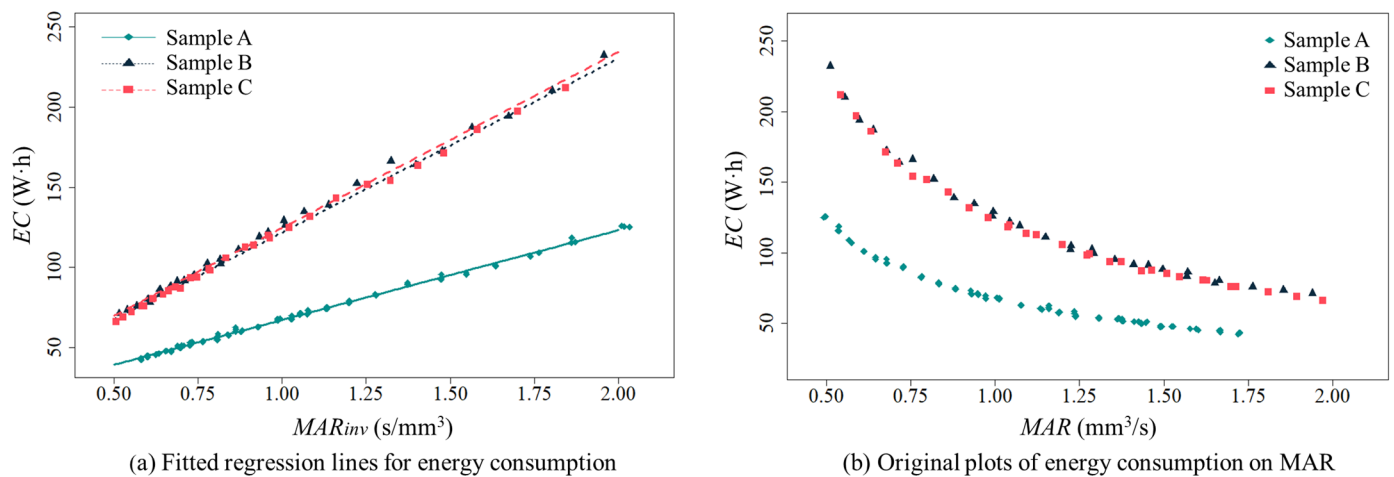 250
200
150
100
50
EC (W·h)
Sample A
Sample B
Sample C
0.50 0.75 1.00 1.25 1.50 1.75 2.00
MARinv (s/mm³)
(a) Fitted regression lines for energy consumption
250
200
150
100
50
EC (W·h)
Sample A
Sample B
Sample C
0.50 0.75 1.00 1.25 1.50 1.75 2.00
MAR (mm³/s)
(b) Original plots of energy consumption on MAR